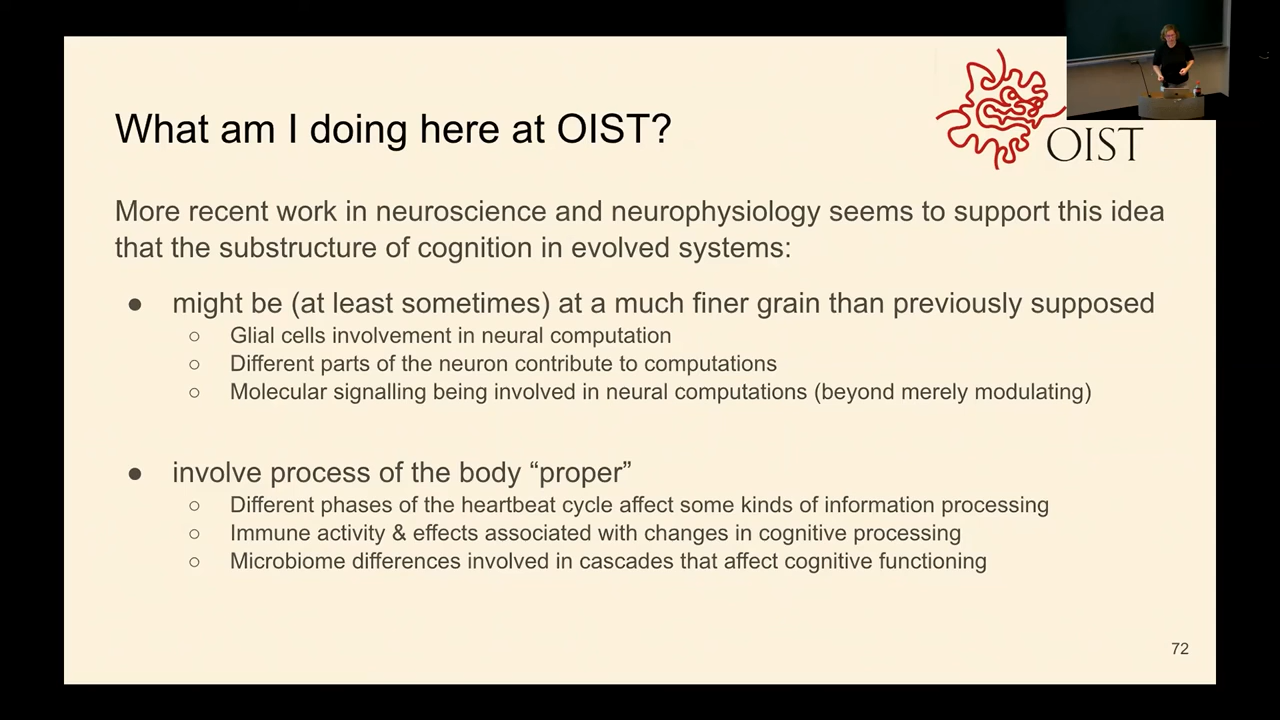 What am I doing here at OIST?
OIST
More recent work in neuroscience and neurophysiology seems to support this idea
that the substructure of cognition in evolved systems:
● might be (at least sometimes) at a much finer grain than previously supposed
○ Glial cells involvement in neural computation
○ Different parts of the neuron contribute to computations
○ Molecular signalling being involved in neural computations (beyond merely modulating)
● involve process of the body “proper”
○ Different phases of the heartbeat cycle affect some kinds of information processing
○ Immune activity & effects associated with changes in cognitive processing
○ Microbiome differences involved in cascades that affect cognitive functioning
72